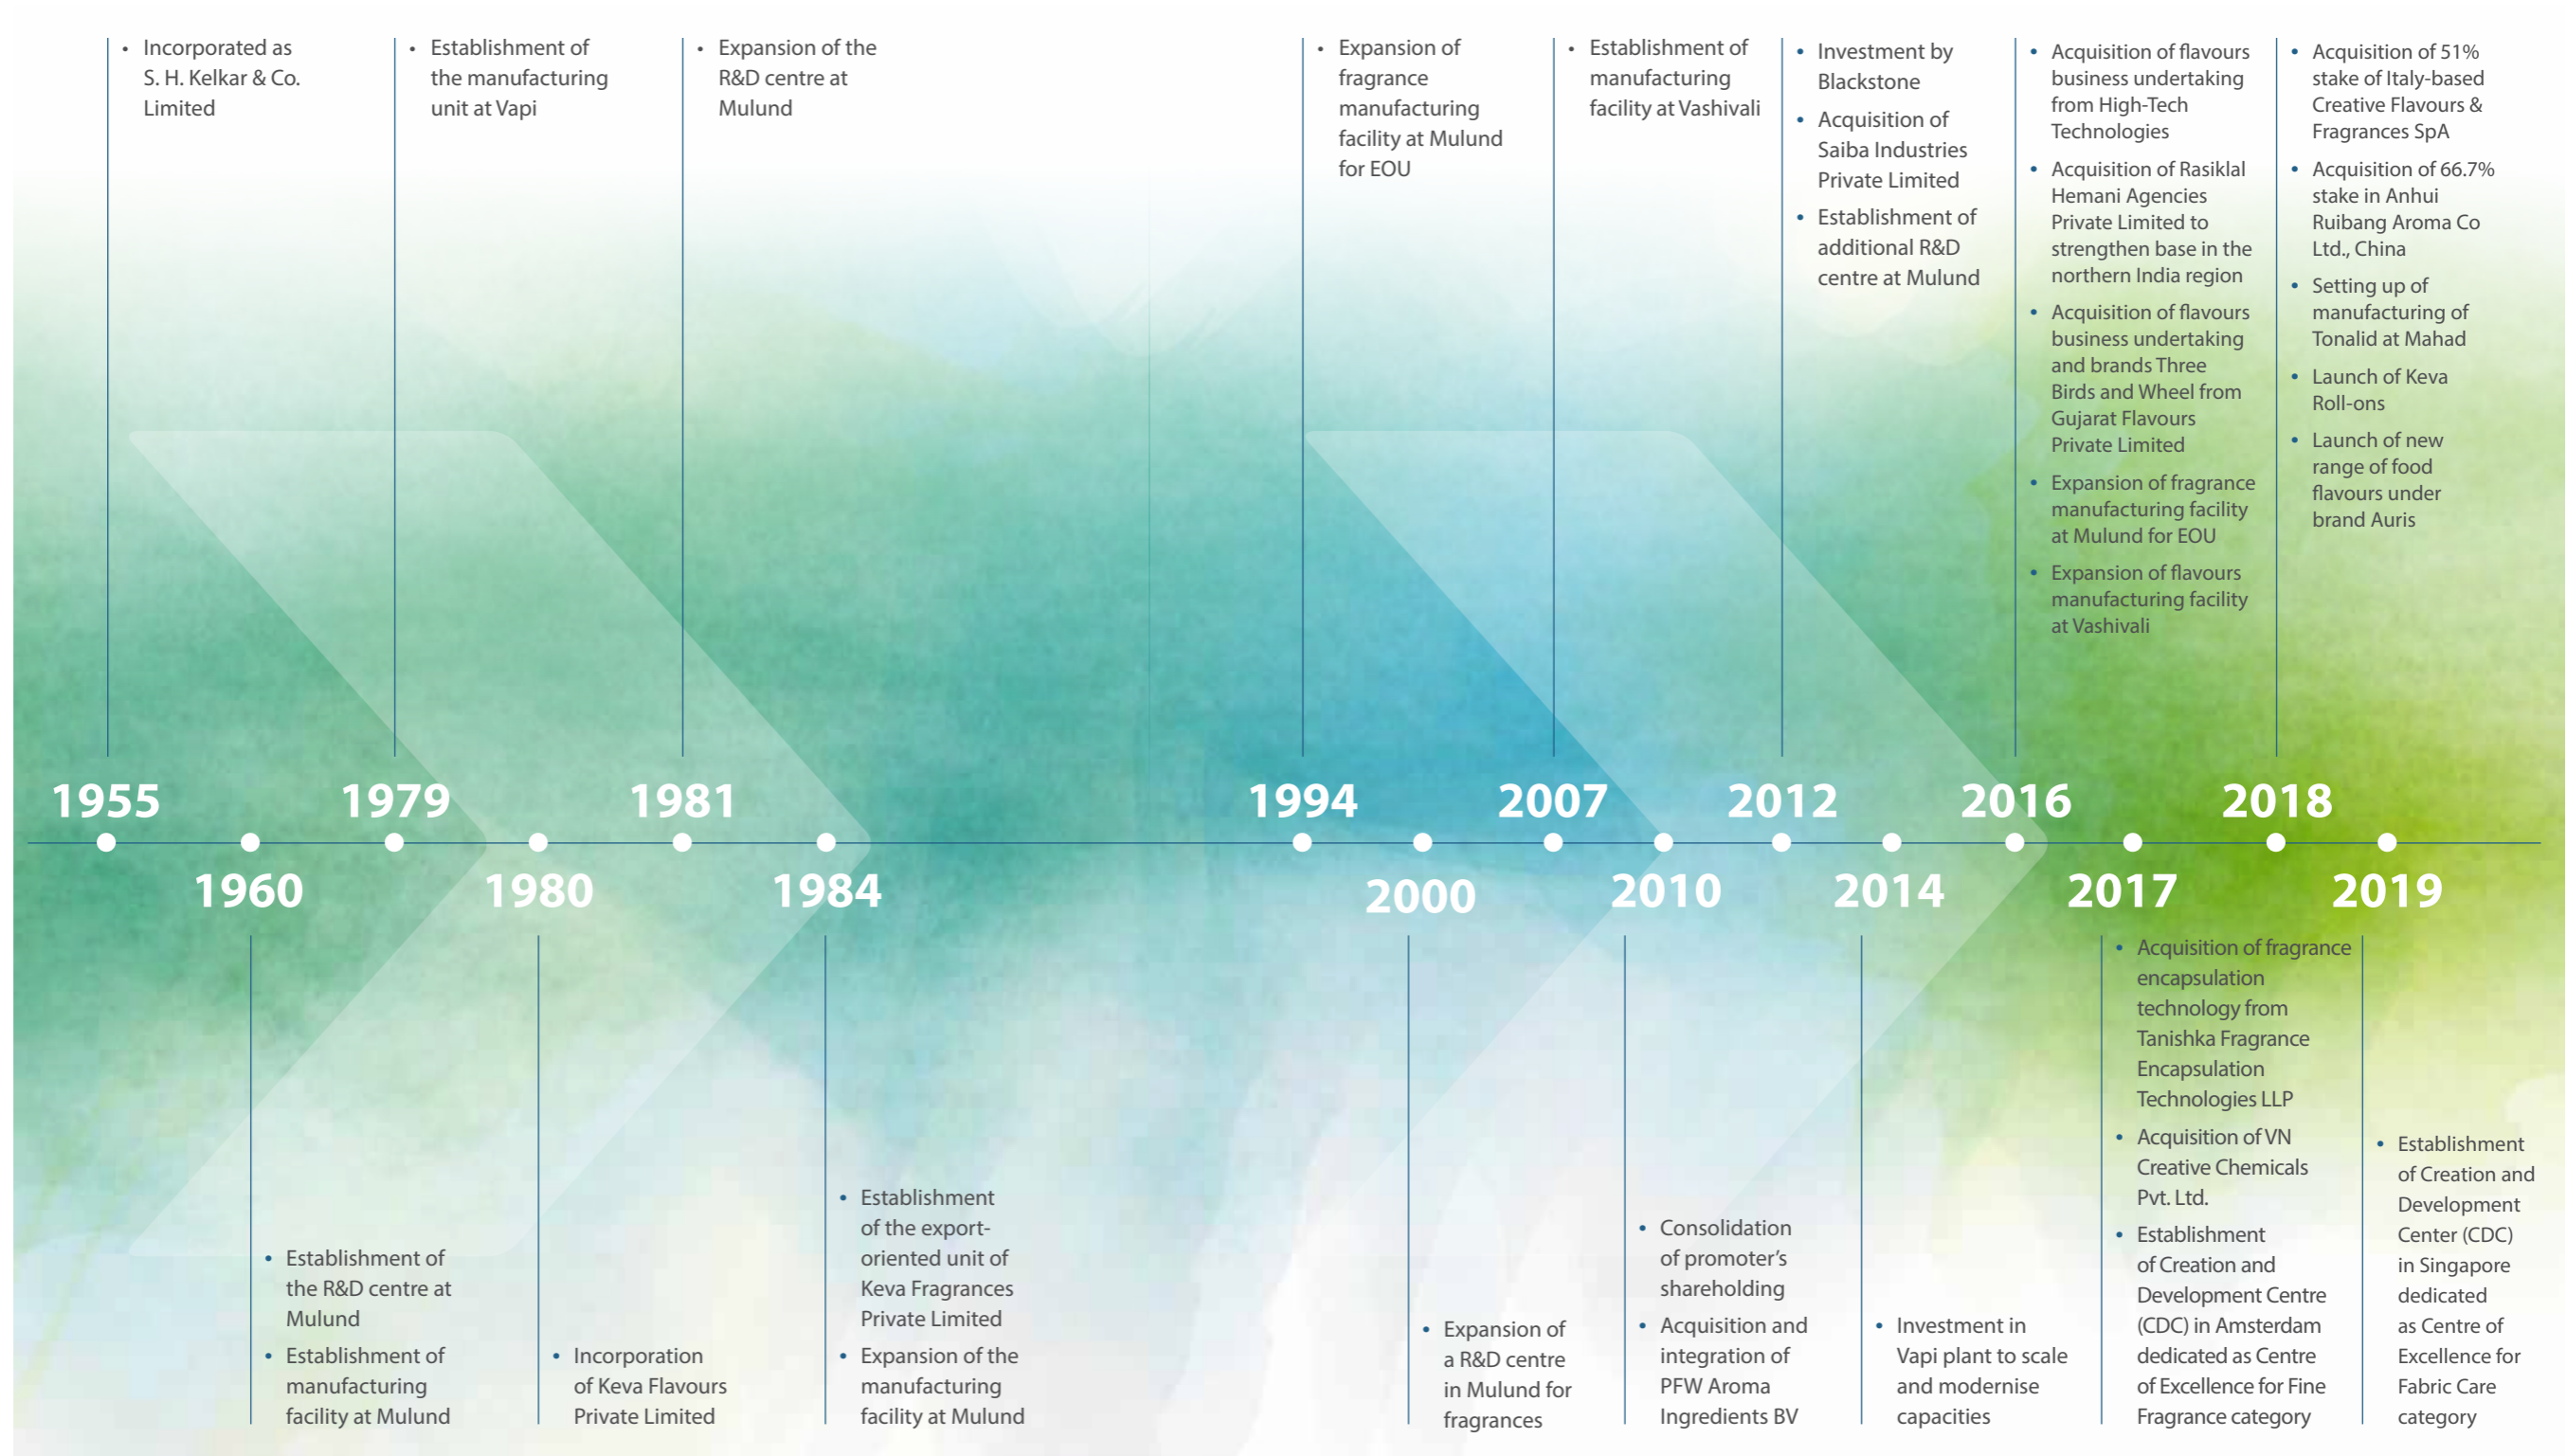 • Incorporated as
S. H. Kelkar & Co.
Limited
• Establishment of
the manufacturing
unit at Vapi
• Expansion of the
R&D centre at
Mulund
• Expansion of
fragrance
manufacturing
facility at Mulund
for EOU
• Establishment of
manufacturing
facility at Vashivali
• Investment by
Blackstone
• Acquisition of
Saiba Industries
Private Limited
• Establishment of
additional R&D
centre at Mulund
• Acquisition of flavours
business undertaking
from High-Tech
Technologies
• Acquisition of Rasiklal
Hemani Agencies
Private Limited to
strengthen base in the
northern India region
• Acquisition of flavours
business undertaking
and brands Three
Birds and Wheel from
Gujarat Flavours
Private Limited
• Expansion of fragrance
manufacturing facility
at Mulund for EOU
• Expansion of flavours
manufacturing facility
at Vashivali
• Acquisition of 51%
stake of Italy-based
Creative Flavours &
Fragrances SpA
• Acquisition of 66.7%
stake in Anhui
Ruibang Aroma Co
Ltd., China
• Setting up of
manufacturing of
Tonalid at Mahad
• Launch of Keva
Roll-ons
• Launch of new
range of food
flavours under
brand Auris
1955
1979
1981
1994
2007
2012
2016
2018
1960
1980
1984
2000
2010
2014
2017
2019
• Establishment of
the R&D centre at
Mulund
• Establishment of
manufacturing
facility at Mulund
• Incorporation
of Keva Flavours
Private Limited
• Establishment
of the export-
oriented unit of
Keva Fragrances
Private Limited
• Expansion of the
manufacturing
facility at Mulund
• Expansion of
a R&D centre
in Mulund for
fragrances
• Consolidation
of promoter’s
shareholding
• Acquisition and
integration of
PFW Aroma
Ingredients BV
• Investment in
Vapi plant to scale
and modernise
capacities
• Acquisition of fragrance
encapsulation
technology from
Tanishka Fragrance
Encapsulation
Technologies LLP
• Acquisition of VN
Creative Chemicals
Pvt. Ltd.
• Establishment
of Creation and
Development Centre
(CDC) in Amsterdam
dedicated as Centre
of Excellence for Fine
Fragrance category
• Establishment
of Creation and
Development
Center (CDC)
in Singapore
dedicated
as Centre of
Excellence for
Fabric Care
category